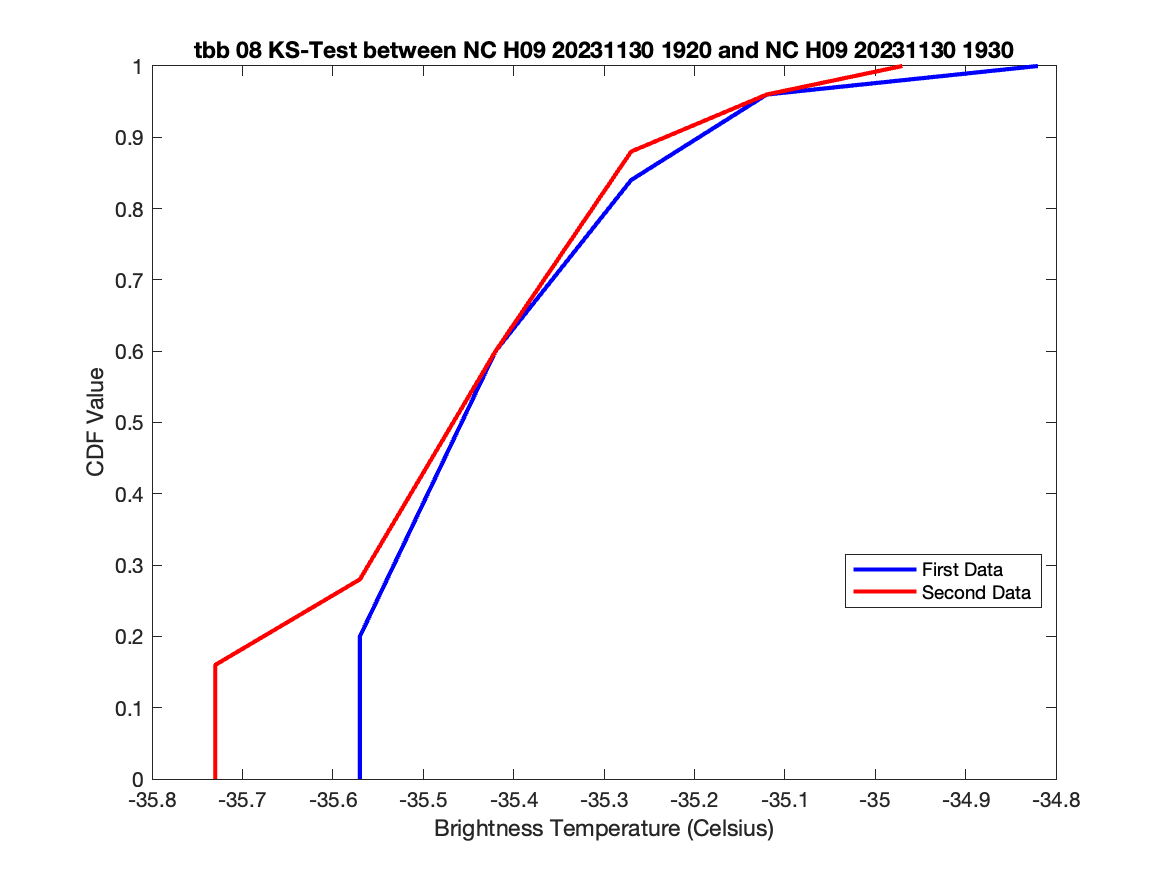 tbb 08 KS-Test between NC H09 20231130 1920 and NC H09 20231130 1930
1
0.9
0.8
0.7
0.6
0.5
0.4
0.3
0.2
0.1
0
CDF Value
First Data
Second Data
-35.8 -35.7 -35.6 -35.5 -35.4 -35.3 -35.2 -35.1 -35 -34.9 -34.8
Brightness Temperature (Celsius)